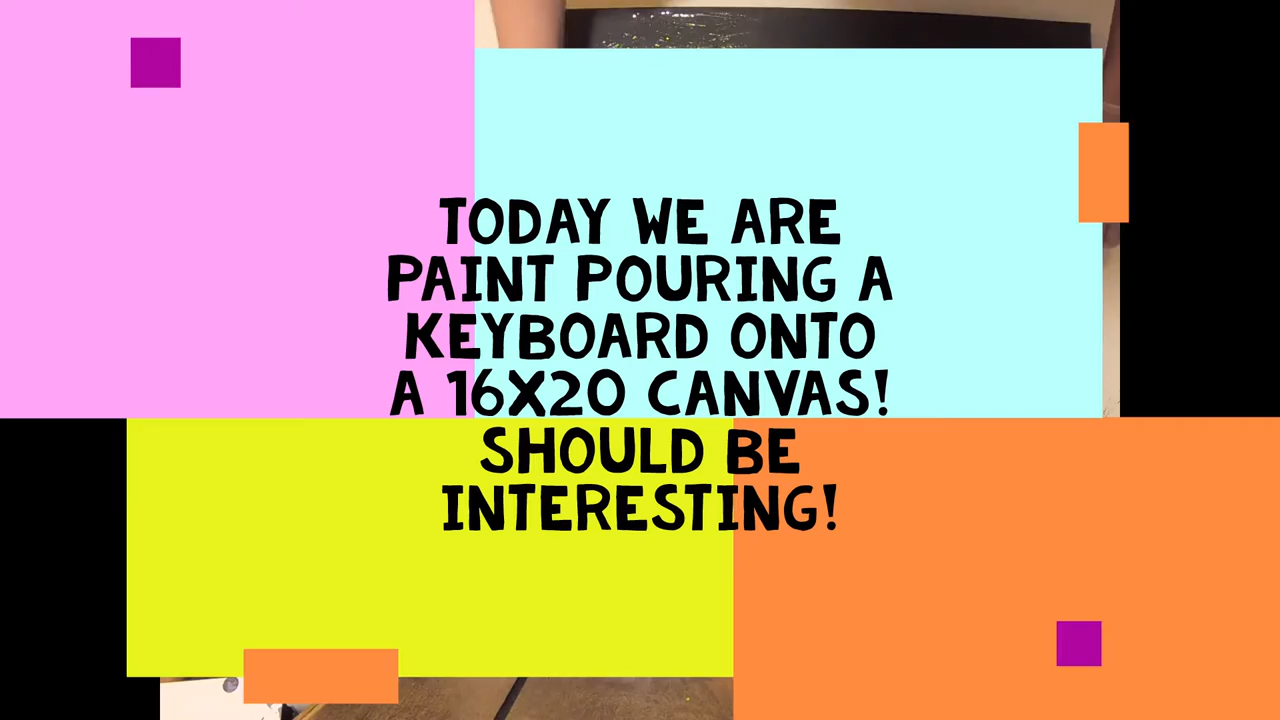 TODAY WE ARE
PAINT POURING A
KEYBOARD ONTO
A 16X20 CANVAS!
SHOULD BE
INTERESTING!